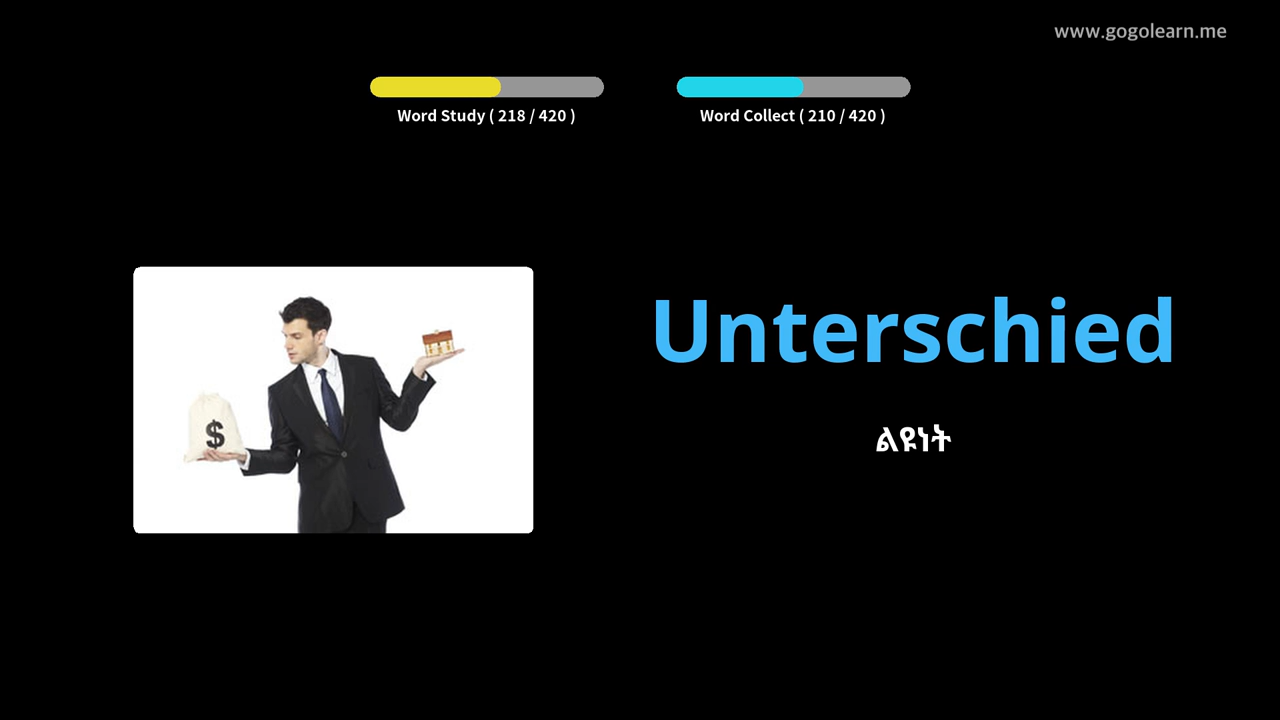 www.gogolearn.me
Word Study ( 218 / 420 )
Word Collect ( 210 / 420 )
Unterschied
ልዩነት
$